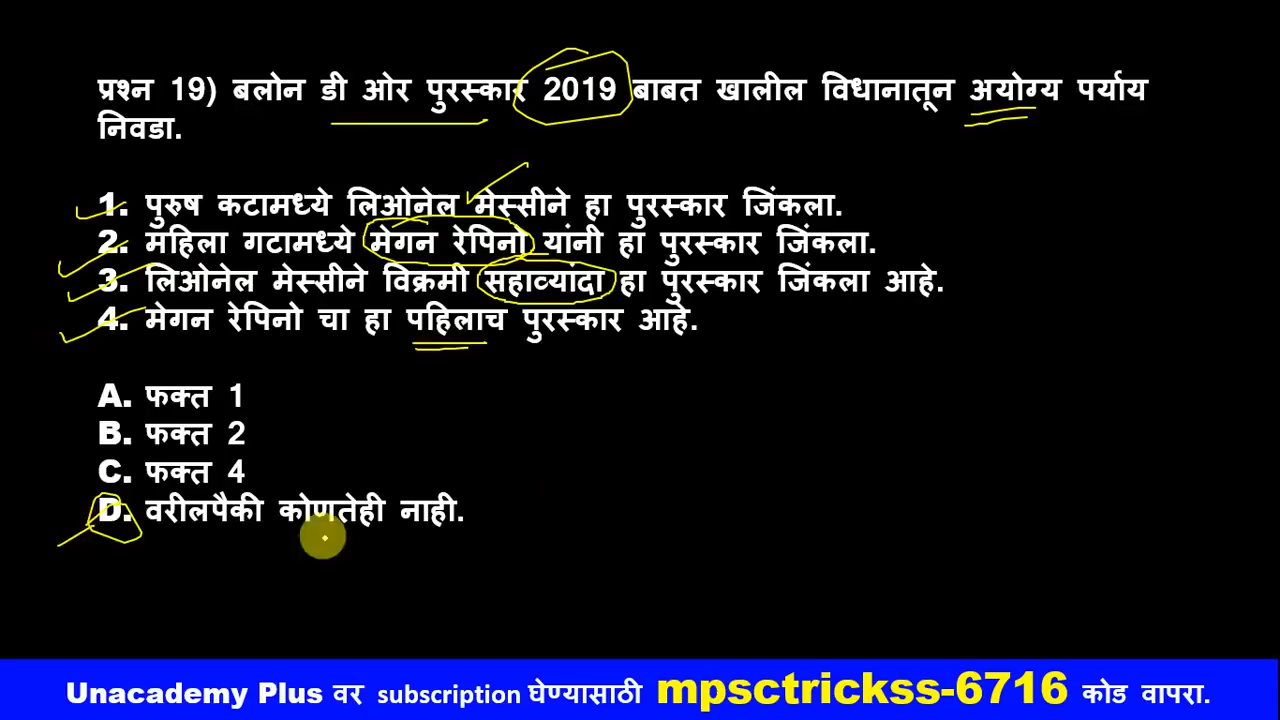 प्रश्न 19) बलोन डी ओर पुरस्कार 2019 बाबत खालील विधानातून अयोग्य पर्याय
निवडा.
1. पुरुष कटामध्ये लिओनेल मेस्सीने हा पुरस्कार जिंकला.
2. महिला गटामध्ये मेगन रेपिनो यांनी हा पुरस्कार जिंकला.
3. लिओनेल मेस्सीने विक्रमी सहाव्यांदा हा पुरस्कार जिंकला आहे.
4. मेगन रेपिनो चा हा पहिलाच पुरस्कार आहे.
A. फक्त 1
B. फक्त 2
C. फक्त 4
D. वरीलपैकी कोणतेही नाही.
Unacademy Plus वर subscription घेण्यासाठी mpsctrickss-6716 कोड वापरा.